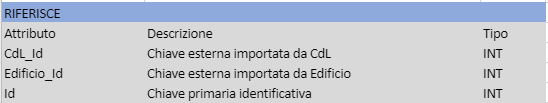 RIFERISCE
Attributo Descrizione Tipo
CdL_Id Chiave esterna importata da CdL INT
Edificio_Id Chiave esterna importata da Edificio INT
Id Chiave primaria identificativa INT